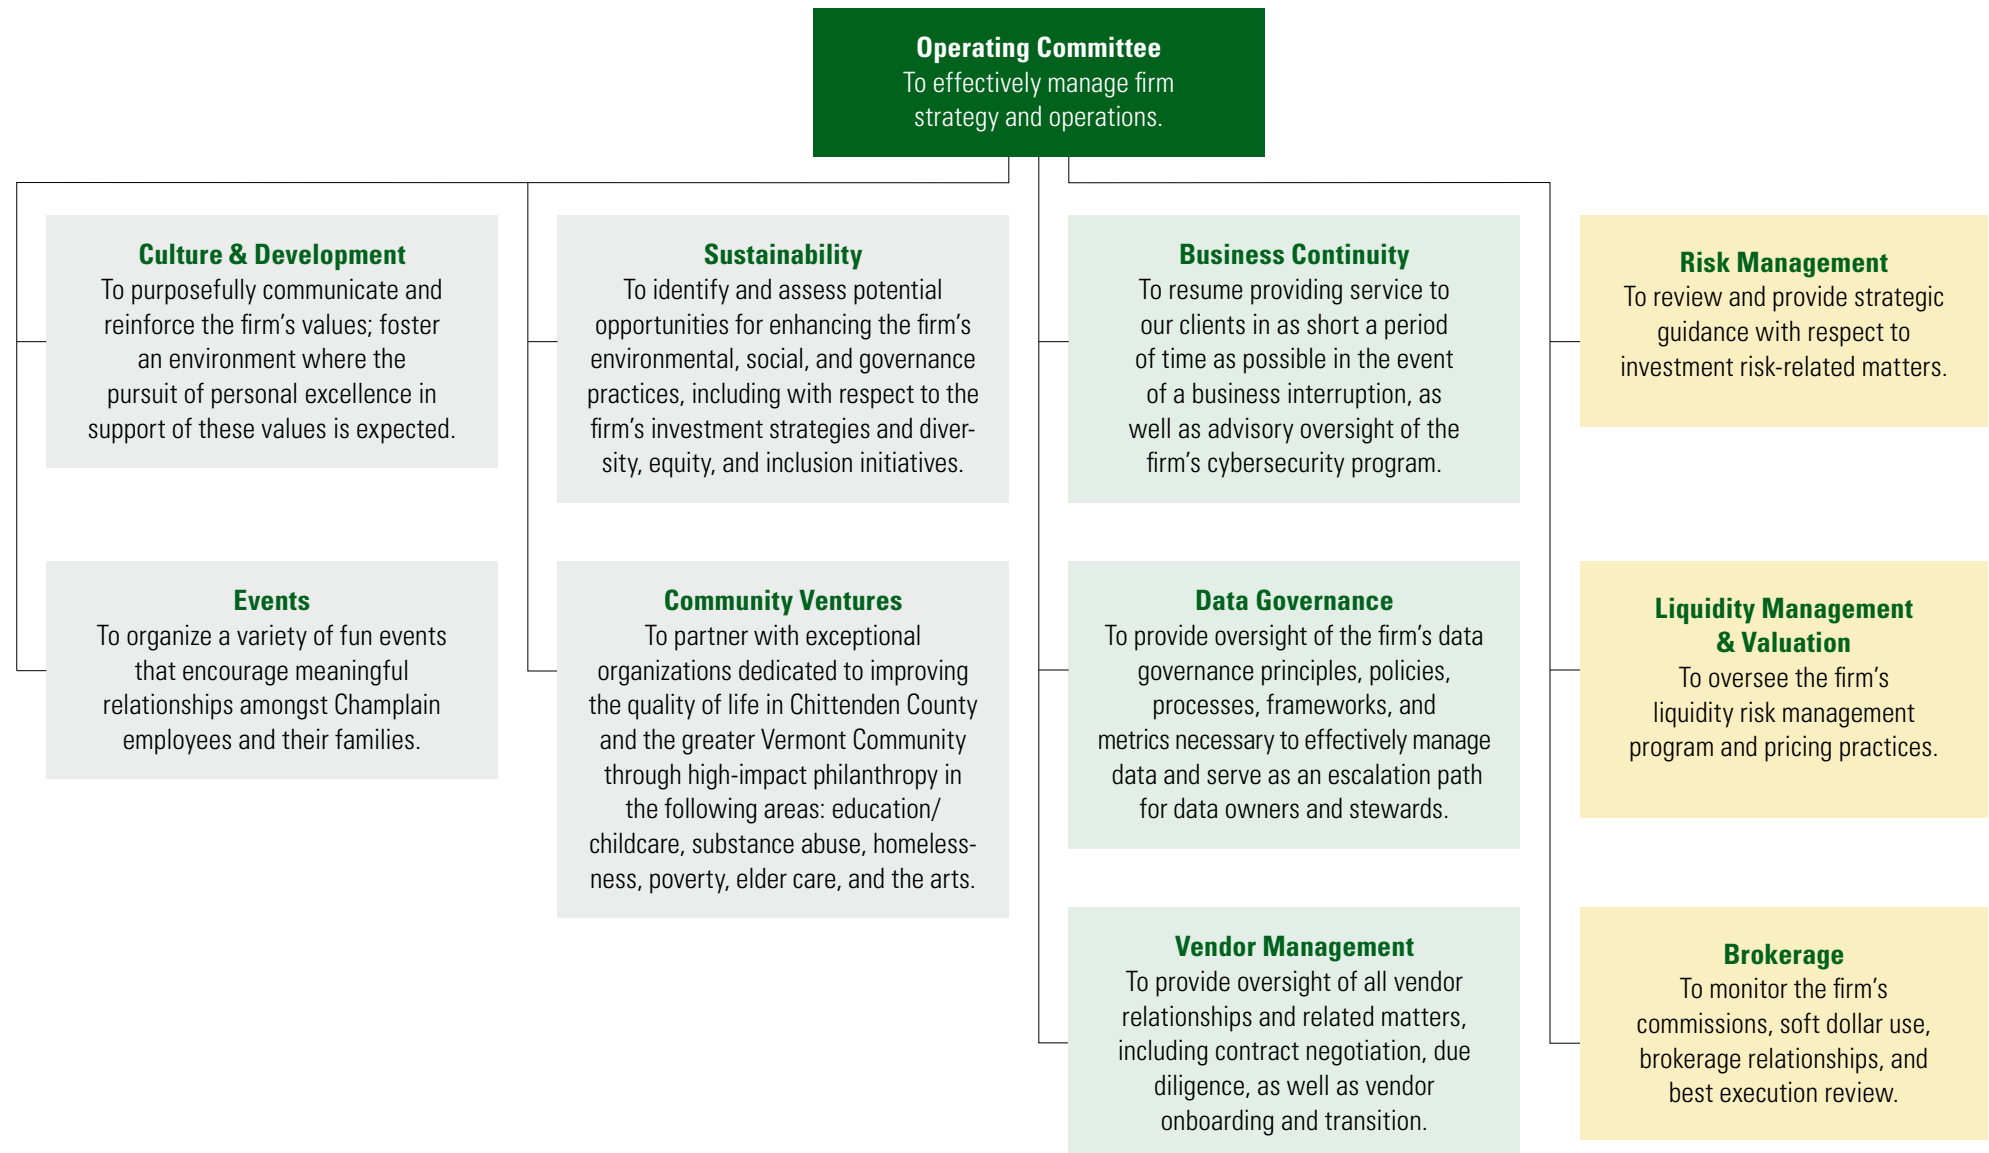 Operating Committee
To effectively manage firm
strategy and operations.
Culture & Development
To purposefully communicate and
reinforce the firm's values; foster
an environment where the
pursuit of personal excellence in
support of these values is expected.
Sustainability
To identify and assess potential
opportunities for enhancing the firm's
environmental, social, and governance
practices, including with respect to the
firm's investment strategies and diver-
sity, equity, and inclusion initiatives.
Business Continuity
To resume providing service to
our clients in as short a period
of time as possible in the event
of a business interruption, as
well as advisory oversight of the
firm's cybersecurity program.
Risk Management
To review and provide strategic
guidance with respect to
investment risk-related matters.
Events
To organize a variety of fun events
that encourage meaningful
relationships amongst Champlain
employees and their families.
Community Ventures
To partner with exceptional
organizations dedicated to improving
the quality of life in Chittenden County
and the greater Vermont Community
through high-impact philanthropy in
the following areas: education/
childcare, substance abuse, homeless-
ness, poverty, elder care, and the arts.
Data Governance
To provide oversight of the firm's data
governance principles, policies,
processes, frameworks, and
metrics necessary to effectively manage
data and serve as an escalation path
for data owners and stewards.
Liquidity Management
& Valuation
To oversee the firm's
liquidity risk management
program and pricing practices.
Vendor Management
To provide oversight of all vendor
relationships and related matters,
including contract negotiation, due
diligence, as well as vendor
onboarding and transition.
Brokerage
To monitor the firm's
commissions, soft dollar use,
brokerage relationships, and
best execution review.